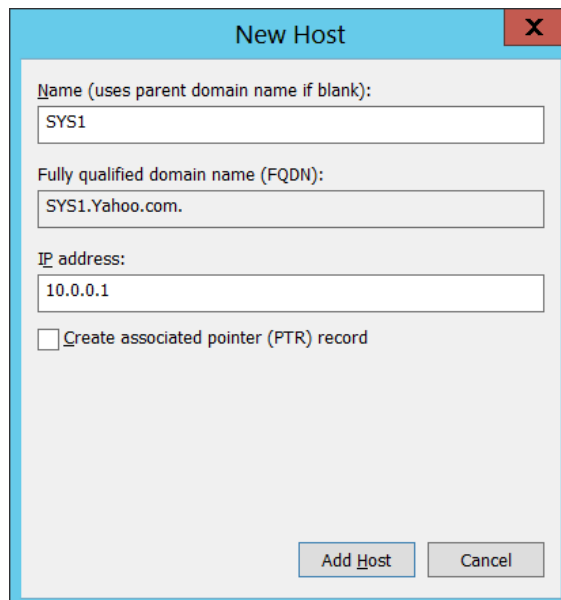 New Host
X
Name (uses parent domain name if blank):
SYS1
Fully qualified domain name (FQDN):
SYS1.Yahoo.com.
IP address:
10.0.0.1
Create associated pointer (PTR) record
Add Host
Cancel